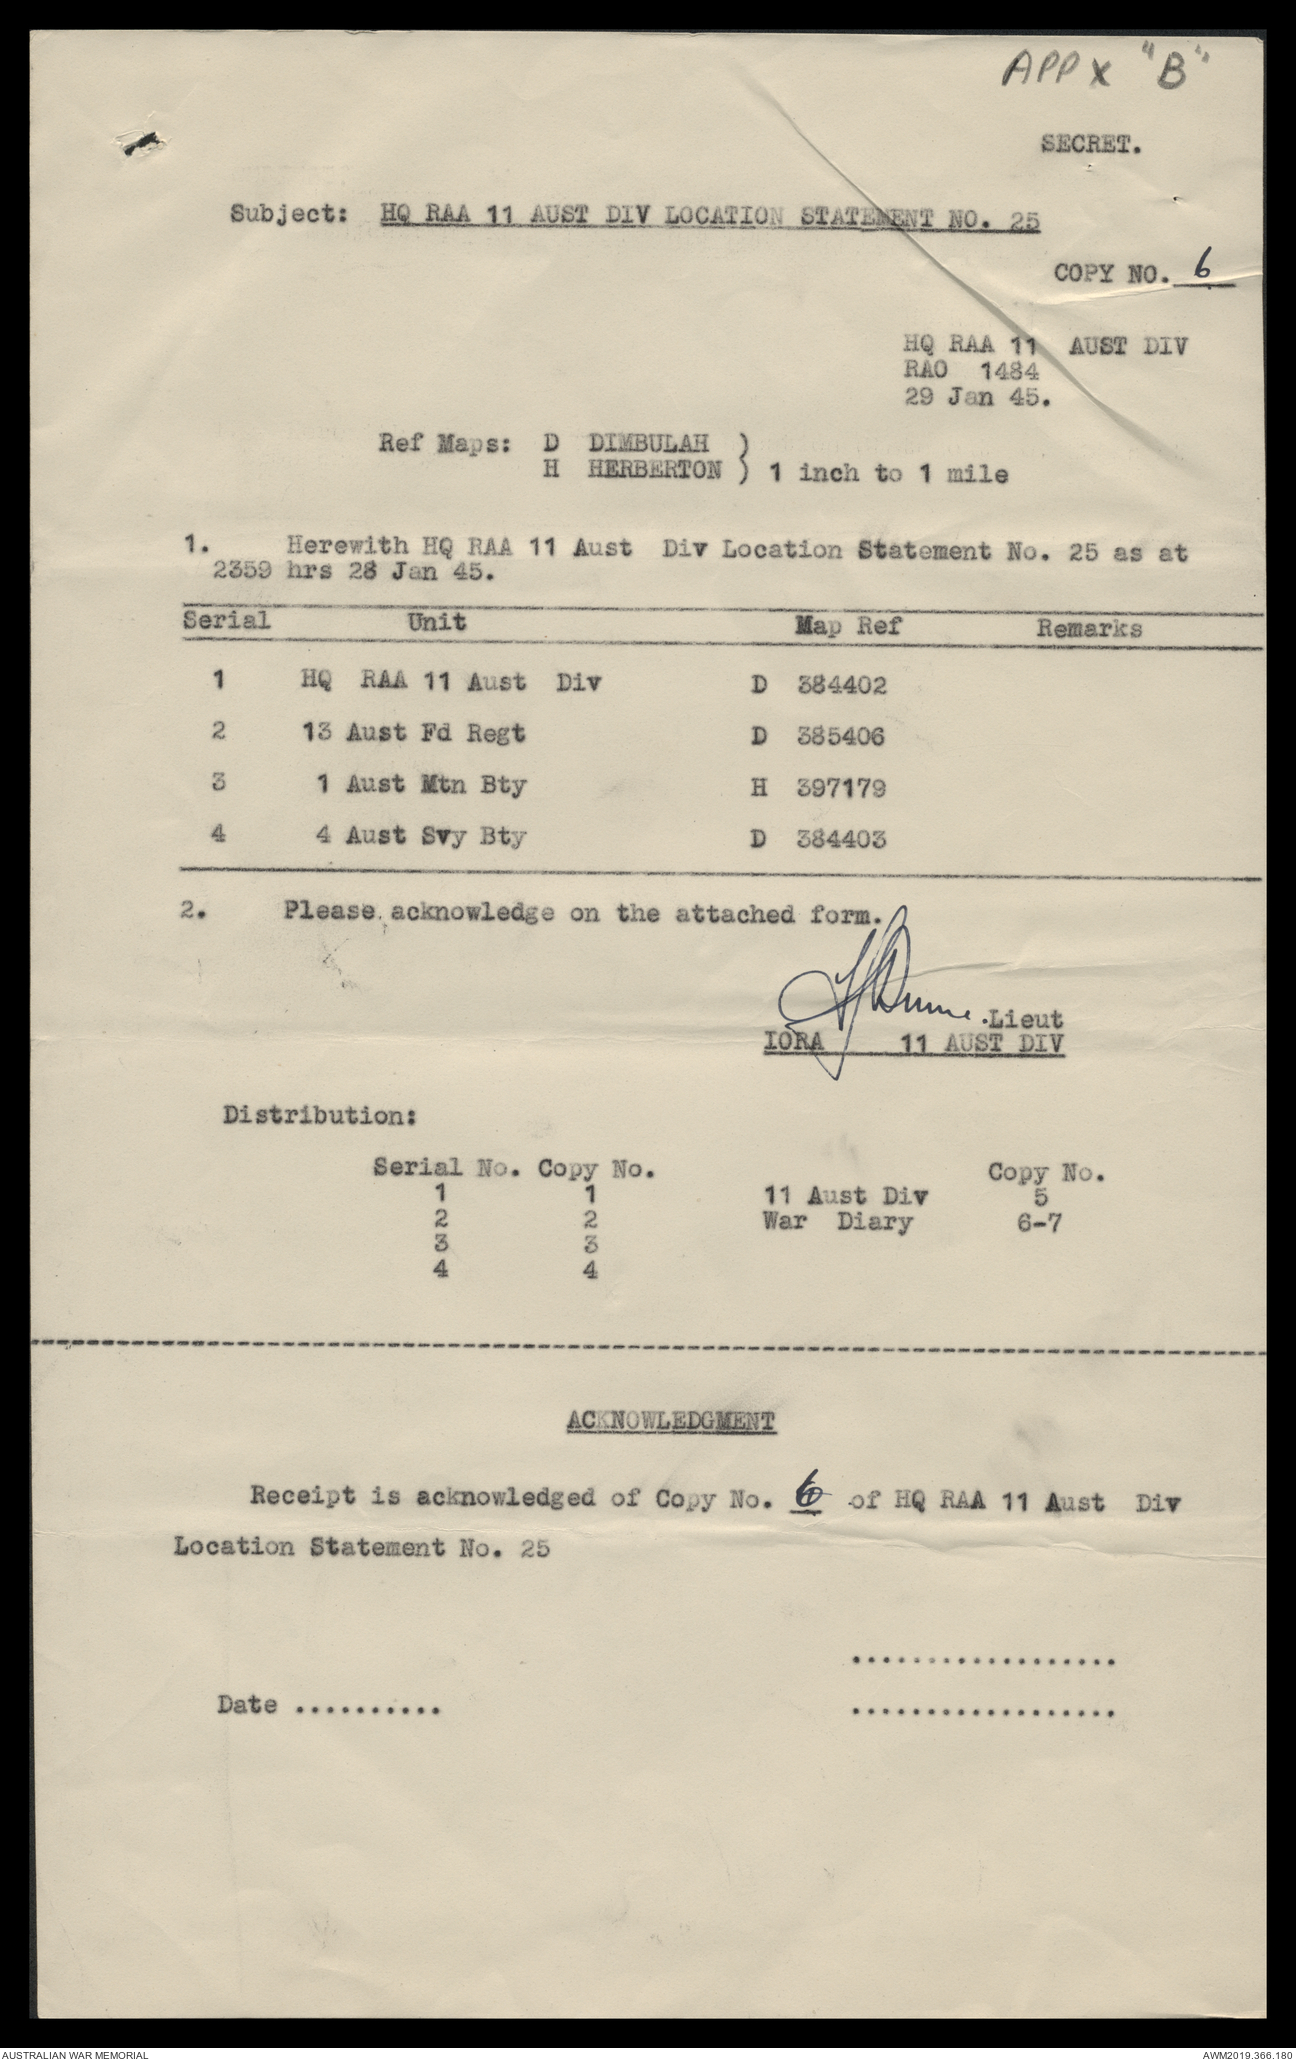 APPX "B"
SECRET.
Subject: HQ RAA 11 AUST DIV LOCATION STATEMENT NO. 25
COPY NO. 6
HQ RAA 11 AUST DIV
RAO 1484
29 Jan 45.
Ref Maps: D DIMBULAH )
H HERBERTON ) 1 inch to 1 mile
1. Herewith HQ RAA 11 Aust Div Location Statement No. 25 as at
2359 hrs 28 Jan 45.
Serial Unit Map Ref Remarks
1 HQ RAA 11 Aust Div D 384402
2 13 Aust Fd Regt D 385406
3 1 Aust Mtn Bty H 397179
4 4 Aust Svy Bty D 384403
2. Please acknowledge on the attached form.
.Lieut
IORA 11 AUST DIV
Distribution:
Serial No. Copy No. Copy No.
1 1 11 Aust Div 5
2 2 War Diary 6-7
3 3
4 4
ACKNOWLEDGMENT
Receipt is acknowledged of Copy No. 6 of HQ RAA 11 Aust Div
Location Statement No. 25
..................
Date .......... ..................
AUSTRALIAN WAR MEMORIAL AWM2019.366.180